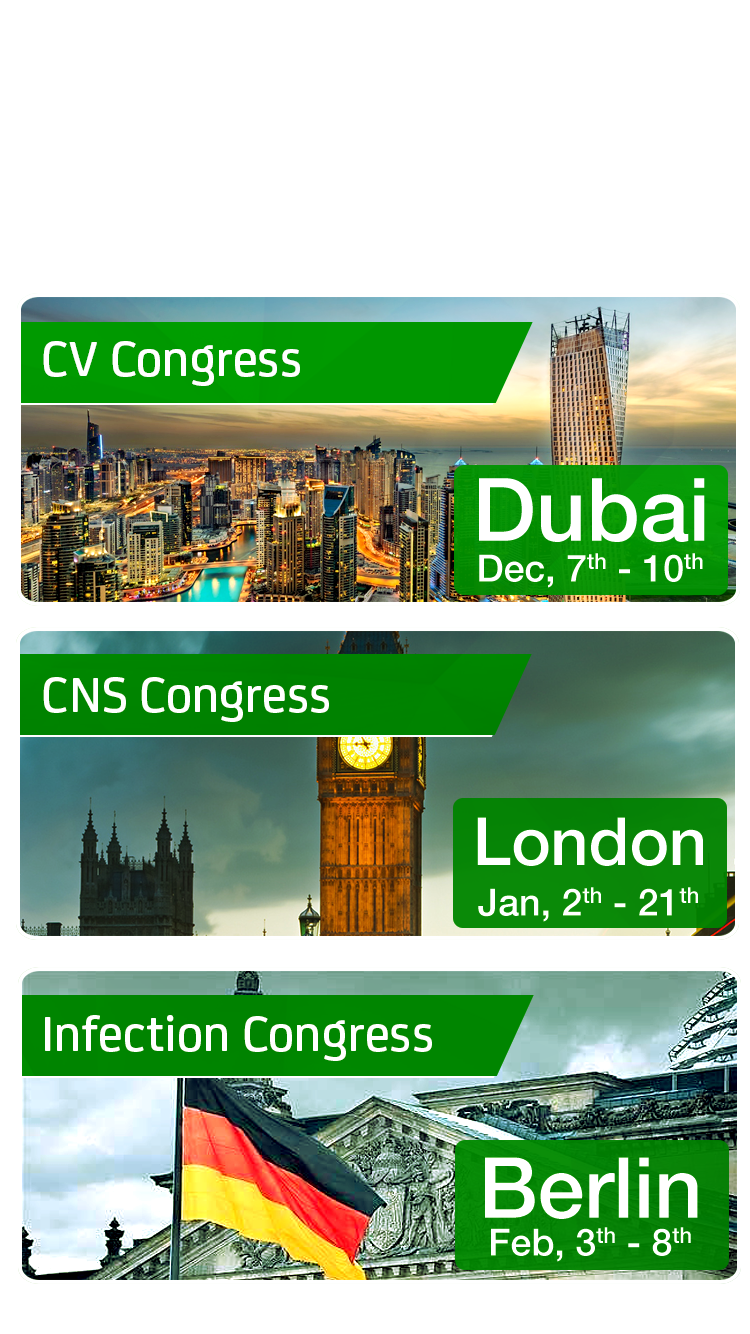 CV Congress
Dubai
Dec, 7th - 10th
CNS Congress
London
Jan, 2th - 21th
Infection Congress
Berlin
Feb, 3th - 8th